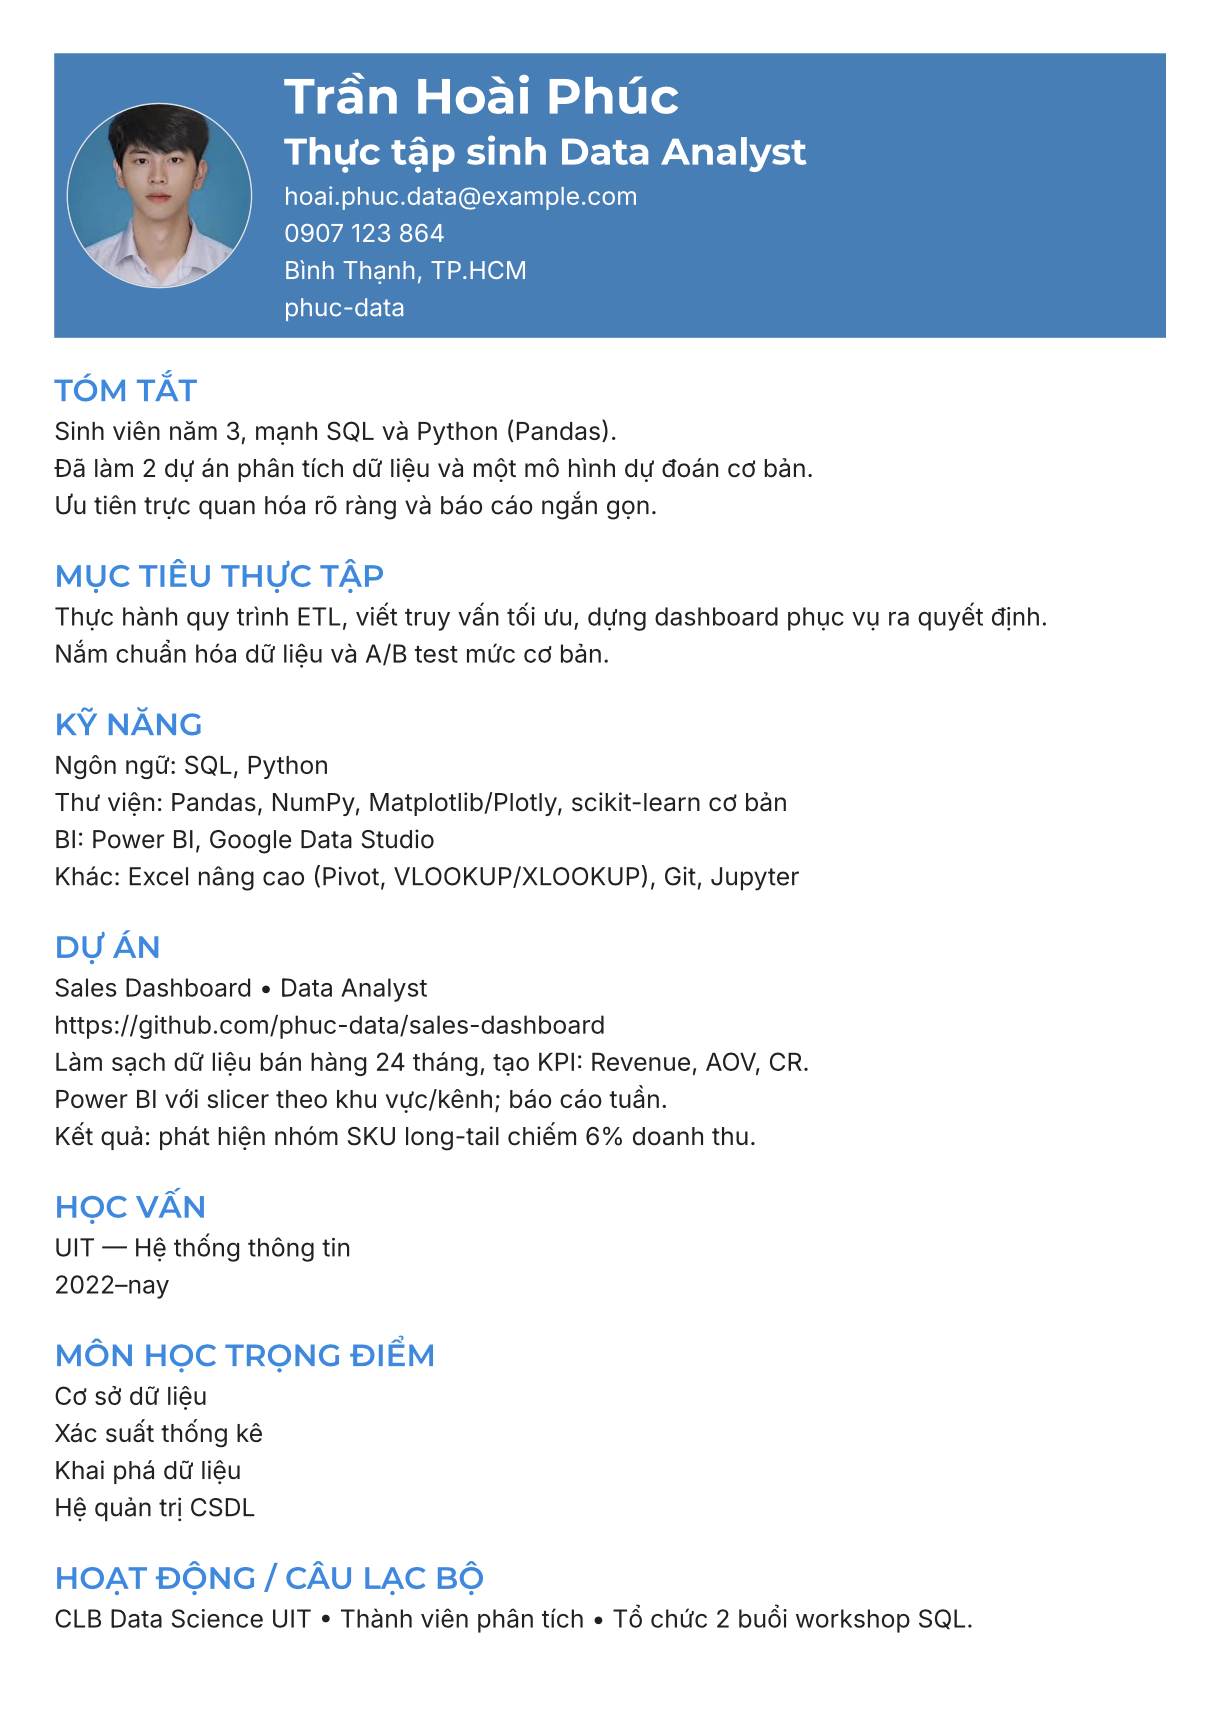 Trần Hoài Phúc
Thực tập sinh Data Analyst
hoai.phuc.data@example.com
0907 123 864
Bình Thạnh, TP.HCM
phuc-data
TÓM TẮT
Sinh viên năm 3, mạnh SQL và Python (Pandas).
Đã làm 2 dự án phân tích dữ liệu và một mô hình dự đoán cơ bản.
Ưu tiên trực quan hóa rõ ràng và báo cáo ngắn gọn.
MỤC TIÊU THỰC TẬP
Thực hành quy trình ETL, viết truy vấn tối ưu, dựng dashboard phục vụ ra quyết định.
Nắm chuẩn hóa dữ liệu và A/B test mức cơ bản.
KỸ NĂNG
Ngôn ngữ: SQL, Python
Thư viện: Pandas, NumPy, Matplotlib/Plotly, scikit-learn cơ bản
BI: Power BI, Google Data Studio
Khác: Excel nâng cao (Pivot, VLOOKUP/XLOOKUP), Git, Jupyter
DỰ ÁN
Sales Dashboard • Data Analyst
https://github.com/phuc-data/sales-dashboard
Làm sạch dữ liệu bán hàng 24 tháng, tạo KPI: Revenue, AOV, CR.
Power BI với slicer theo khu vực/kênh; báo cáo tuần.
Kết quả: phát hiện nhóm SKU long-tail chiếm 6% doanh thu.
HỌC VẤN
UIT — Hệ thống thông tin
2022–nay
MÔN HỌC TRỌNG ĐIỂM
Cơ sở dữ liệu
Xác suất thống kê
Khai phá dữ liệu
Hệ quản trị CSDL
HOẠT ĐỘNG / CÂU LẠC BỘ
CLB Data Science UIT • Thành viên phân tích • Tổ chức 2 buổi workshop SQL.